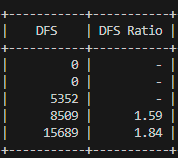 +-------+-----------+
| DFS | DFS Ratio |
+-------+-----------+
| 0 | - |
| 0 | - |
| 5352 | - |
| 8509 | 1.59 |
| 15689 | 1.84 |
+-------+-----------+